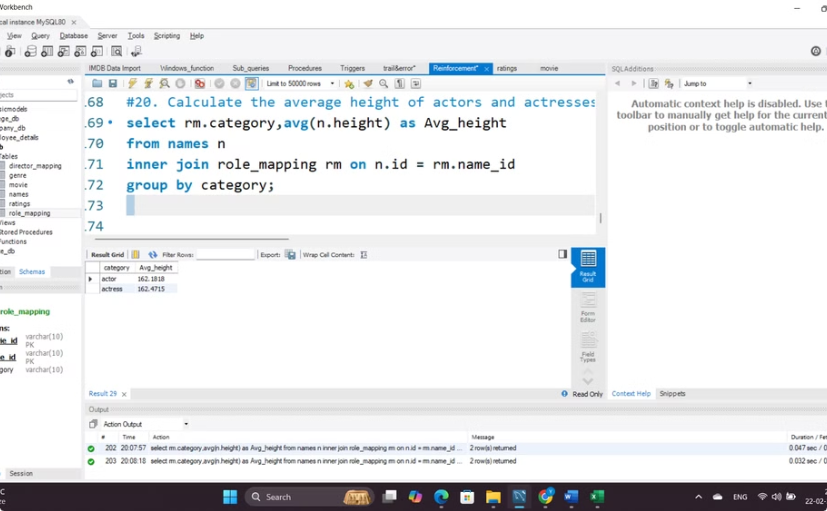 Workbench
cal instance MySQL80 ×
View Query Database Server Tools Scripting Help
IMDB Data Import Windows_function Sub_queries Procedures Triggers trail&error* Reinforcement* × ratings movie
SQLAdditions
Limit to 50000 rows
Jump to
jects
sicmodels
ege_db
pany_db
loyee_details
b
Tables
director_mapping
genre
movie
names
ratings
role_mapping
Views
Stored Procedures
Functions
e_db
tion Schemas
68 #20. Calculate the average height of actors and actresses
.69 select rm.category,avg(n.height) as Avg_height
.70 from names n
.71 inner join role_mapping rm on n.id = rm.name_id
.72 group by category;
.73
.74
Automatic context help is disabled. Use t
toolbar to manually get help for the current
position or to toggle automatic help.
Result Grid Filter Rows: Export: Wrap Cell Content:
category Avg_height
actor 162.1818
actress 162.4715
Result
Grid
Form
Editor
Field
Types
role_mapping
ns:
ie_id varchar(10)
PK
e_id varchar(10)
PK
gory varchar(10)
Result 29 ×
Read Only
Context Help Snippets
Output
Action Output
# Time Action Message Duration / Fet
202 20:07:57 select rm.category,avg(n.height) as Avg_height from names n inner join role_mapping rm on n.id = rm.name_id ... 2 row(s) returned 0.047 sec / 0
203 20:08:18 select rm.category,avg(n.height) as Avg_height from names n inner join role_mapping rm on n.id = rm.name_id ... 2 row(s) returned 0.032 sec / 0
Session
Search
ENG
22-02-